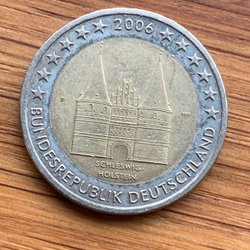 2006
SCHLESWIG-
HOLSTEIN
BUNDESREPUBLIK DEUTSCHLAND